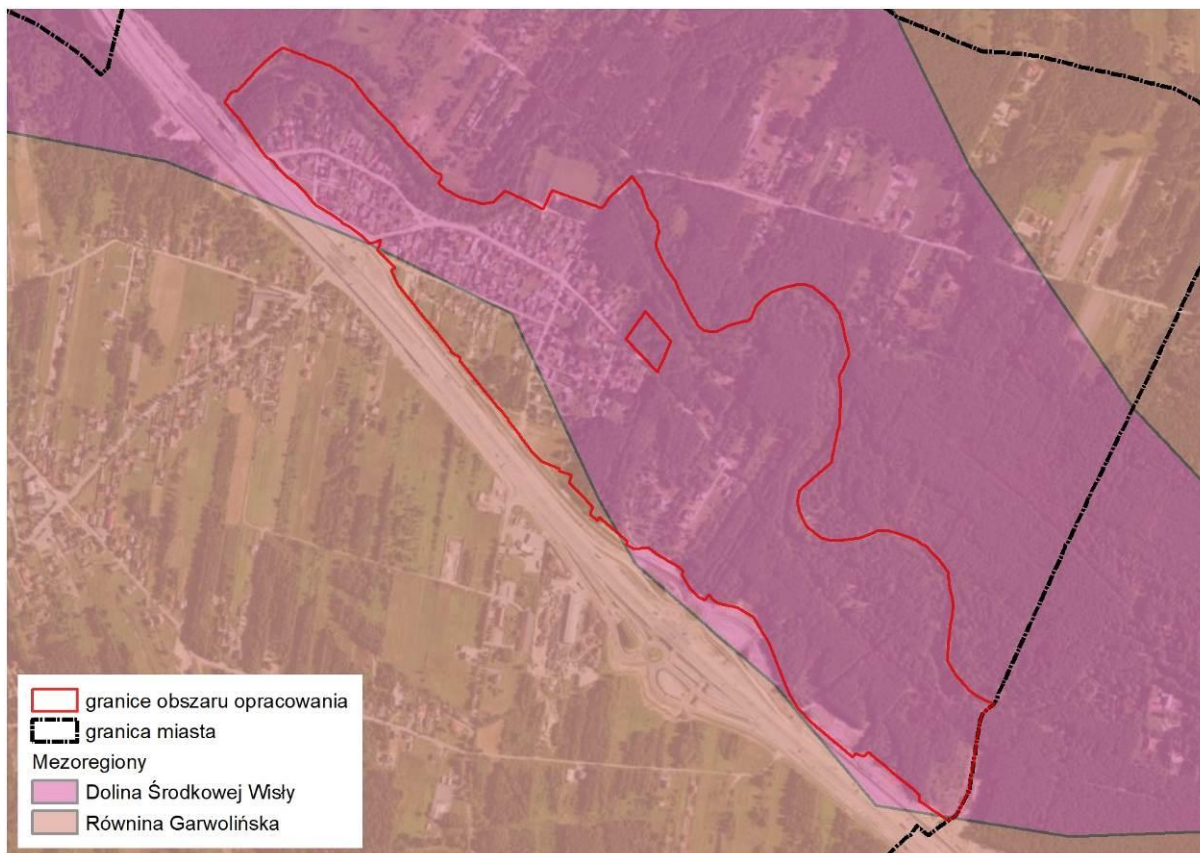 granice obszaru opracowania
granica miasta
Mezoregiony
Dolina Środkowej Wisły
Równina Garwolińska